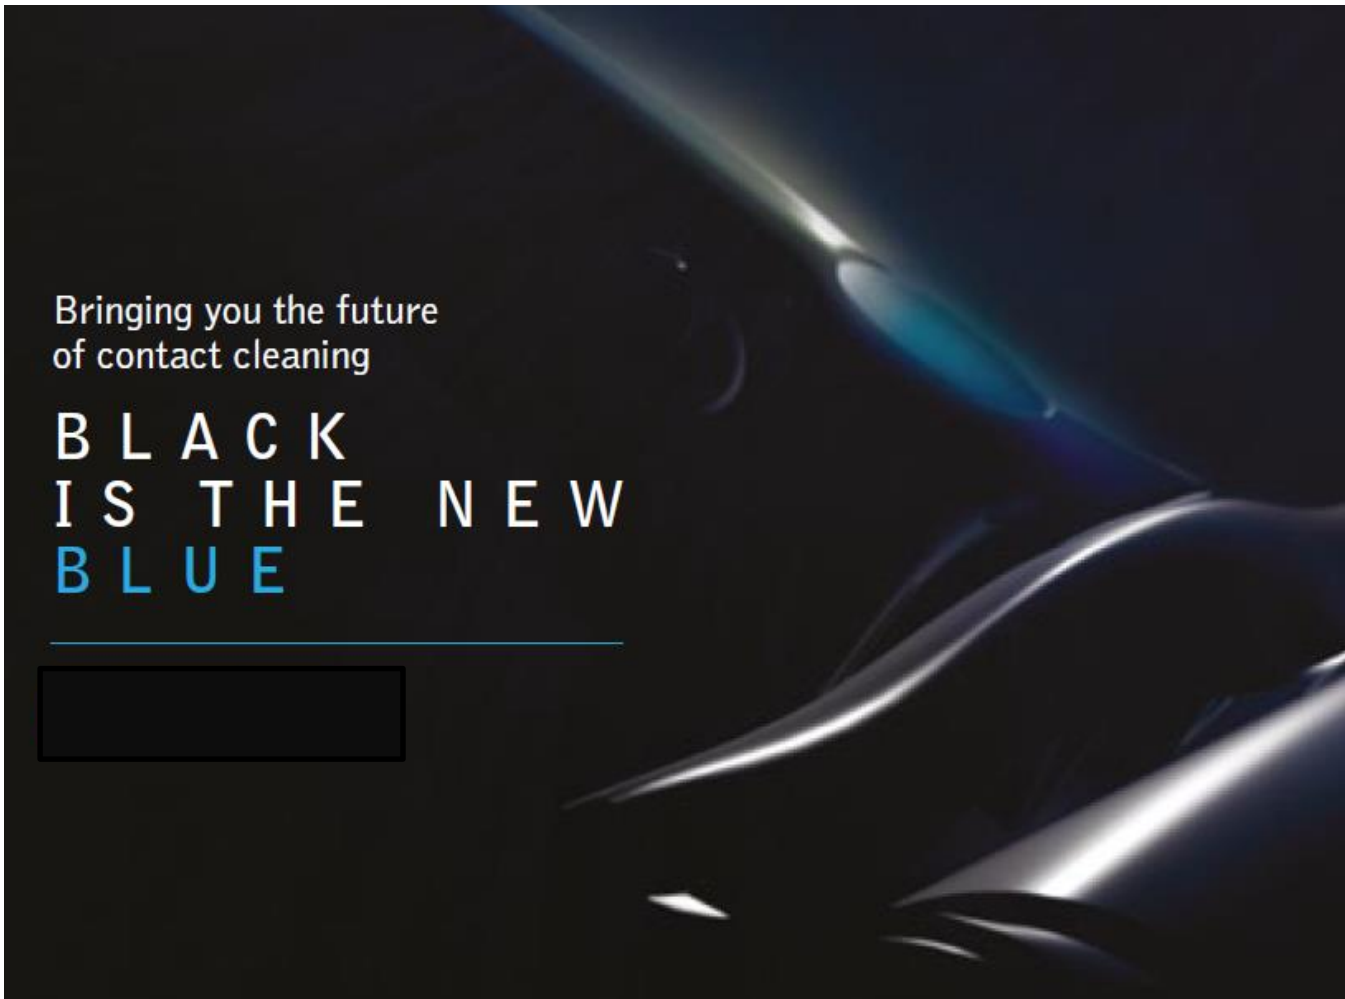 Bringing you the future
of contact cleaning
BLACK
IS THE NEW
BLUE